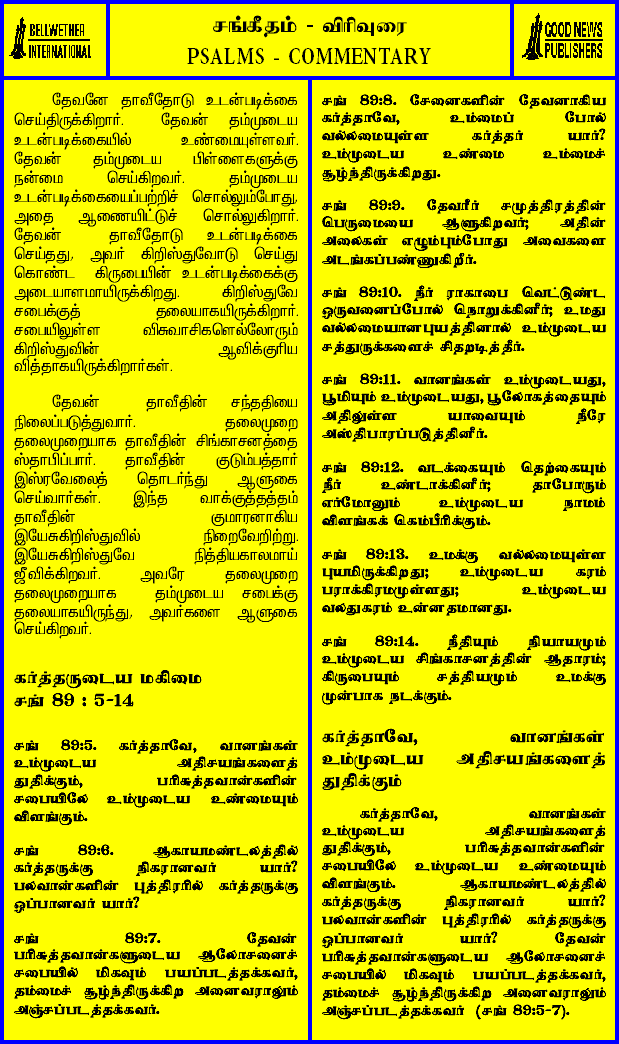 BELLWETHER
INTERNATIONAL
சங்கீதம் - விரிவுரை
PSALMS - COMMENTARY
GOOD NEWS
PUBLISHERS
தேவனே தாவீதோடு உடன்படிக்கை
செய்திருக்கிறார். தேவன் தம்முடைய
உடன்படிக்கையில் உண்மையுள்ளவர்.
தேவன் தம்முடைய பிள்ளைகளுக்கு
நன்மை செய்கிறவர். தம்முடைய
உடன்படிக்கையைப்பற்றிச் சொல்லும்போது,
அதை ஆணையிட்டுச் சொல்லுகிறார்.
தேவன் தாவீதோடு உடன்படிக்கை
செய்தது, அவர் கிறிஸ்துவோடு செய்து
கொண்ட கிருபையின் உடன்படிக்கைக்கு
அடையாளமாயிருக்கிறது. கிறிஸ்துவே
சபைக்குத் தலையாகயிருக்கிறார்.
சபையிலுள்ள விசுவாசிகளெல்லோரும்
கிறிஸ்துவின் ஆவிக்குரிய
வித்தாகயிருக்கிறார்கள்.
தேவன் தாவீதின் சந்ததியை
நிலைப்படுத்துவார். தலைமுறை
தலைமுறையாக தாவீதின் சிங்காசனத்தை
ஸ்தாபிப்பார். தாவீதின் குடும்பத்தார்
இஸ்ரவேலைத் தொடர்ந்து ஆளுகை
செய்வார்கள். இந்த வாக்குத்தத்தம்
தாவீதின் குமாரனாகிய
இயேசுகிறிஸ்துவில் நிறைவேறிற்று.
இயேசுகிறிஸ்துவே நித்தியகாலமாய்
ஜீவிக்கிறவர். அவரே தலைமுறை
தலைமுறையாக தம்முடைய சபைக்கு
தலையாகயிருந்து, அவர்களை ஆளுகை
செய்கிறவர்.
கர்த்தருடைய மகிமை
சங் 89 : 5-14
சங் 89:5. கர்த்தாவே, வானங்கள்
உம்முடைய அதிசயங்களைத்
துதிக்கும், பரிசுத்தவான்களின்
சபையிலே உம்முடைய உண்மையும்
விளங்கும்.
சங் 89:6. ஆகாயமண்டலத்தில்
கர்த்தருக்கு நிகரானவர் யார்?
பலவான்களின் புத்திரரில் கர்த்தருக்கு
ஒப்பானவர் யார்?
சங் 89:7. தேவன்
பரிசுத்தவான்களுடைய ஆலோசனைச்
சபையில் மிகவும் பயப்படத்தக்கவர்,
தம்மைச் சூழ்ந்திருக்கிற அனைவராலும்
அஞ்சப்படத்தக்கவர்.
சங் 89:8. சேனைகளின் தேவனாகிய
கர்த்தாவே, உம்மைப் போல்
வல்லமையுள்ள கர்த்தர் யார்?
உம்முடைய உண்மை உம்மைச்
சூழ்ந்திருக்கிறது.
சங் 89:9. தேவரீர் சமுத்திரத்தின்
பெருமையை ஆளுகிறவர்; அதின்
அலைகள் எழும்பும்போது அவைகளை
அடங்கப்பண்ணுகிறீர்.
சங் 89:10. நீர் ராகாபை வெட்டுண்ட
ஒருவனைப்போல் நொறுக்கினீர்; உமது
வல்லமையானபுயத்தினால் உம்முடைய
சத்துருக்களைச் சிதறடித்தீர்.
சங் 89:11. வானங்கள் உம்முடையது,
பூமியும் உம்முடையது, பூலோகத்தையும்
அதிலுள்ள யாவையும் நீரே
அஸ்திபாரப்படுத்தினீர்.
சங் 89:12. வடக்கையும் தெற்கையும்
நீர் உண்டாக்கினீர்; தாபோரும்
எர்மோனும் உம்முடைய நாமம்
விளங்கக் கெம்பீரிக்கும்.
சங் 89:13. உமக்கு வல்லமையுள்ள
புயமிருக்கிறது; உம்முடைய கரம்
பராக்கிரமமுள்ளது; உம்முடைய
வலதுகரம் உன்னதமானது.
சங் 89:14. நீதியும் நியாயமும்
உம்முடைய சிங்காசனத்தின் ஆதாரம்;
கிருபையும் சத்தியமும் உமக்கு
முன்பாக நடக்கும்.
கர்த்தாவே, வானங்கள்
உம்முடைய அதிசயங்களைத்
துதிக்கும்
கர்த்தாவே, வானங்கள்
உம்முடைய அதிசயங்களைத்
துதிக்கும், பரிசுத்தவான்களின்
சபையிலே உம்முடைய உண்மையும்
விளங்கும். ஆகாயமண்டலத்தில்
கர்த்தருக்கு நிகரானவர் யார்?
பலவான்களின் புத்திரரில் கர்த்தருக்கு
ஒப்பானவர் யார்? தேவன்
பரிசுத்தவான்களுடைய ஆலோசனைச்
சபையில் மிகவும் பயப்படத்தக்கவர்,
தம்மைச் சூழ்ந்திருக்கிற அனைவராலும்
அஞ்சப்படத்தக்கவர் (சங் 89:5-7).